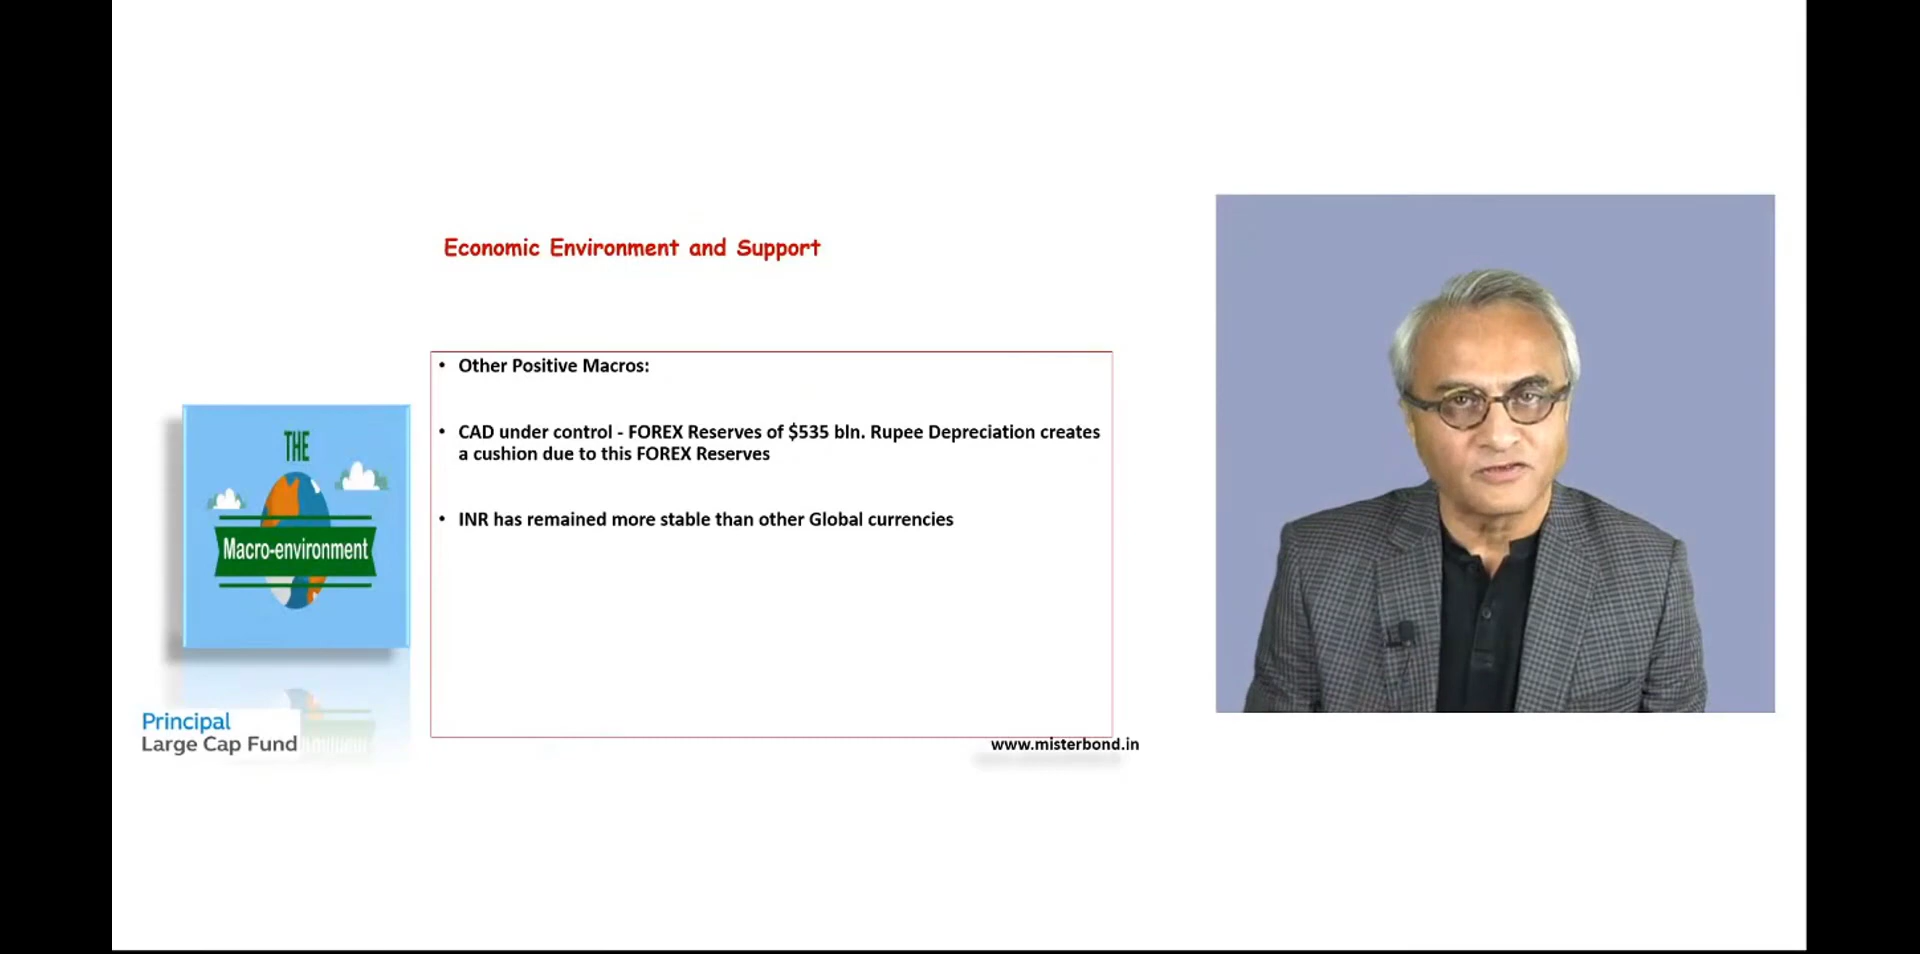 Economic Environment and Support
• Other Positive Macros:
• CAD under control - FOREX Reserves of $535 bln. Rupee Depreciation creates
a cushion due to this FOREX Reserves
• INR has remained more stable than other Global currencies
THE
Macro-environment
Principal
Large Cap Fund
www.misterbond.in